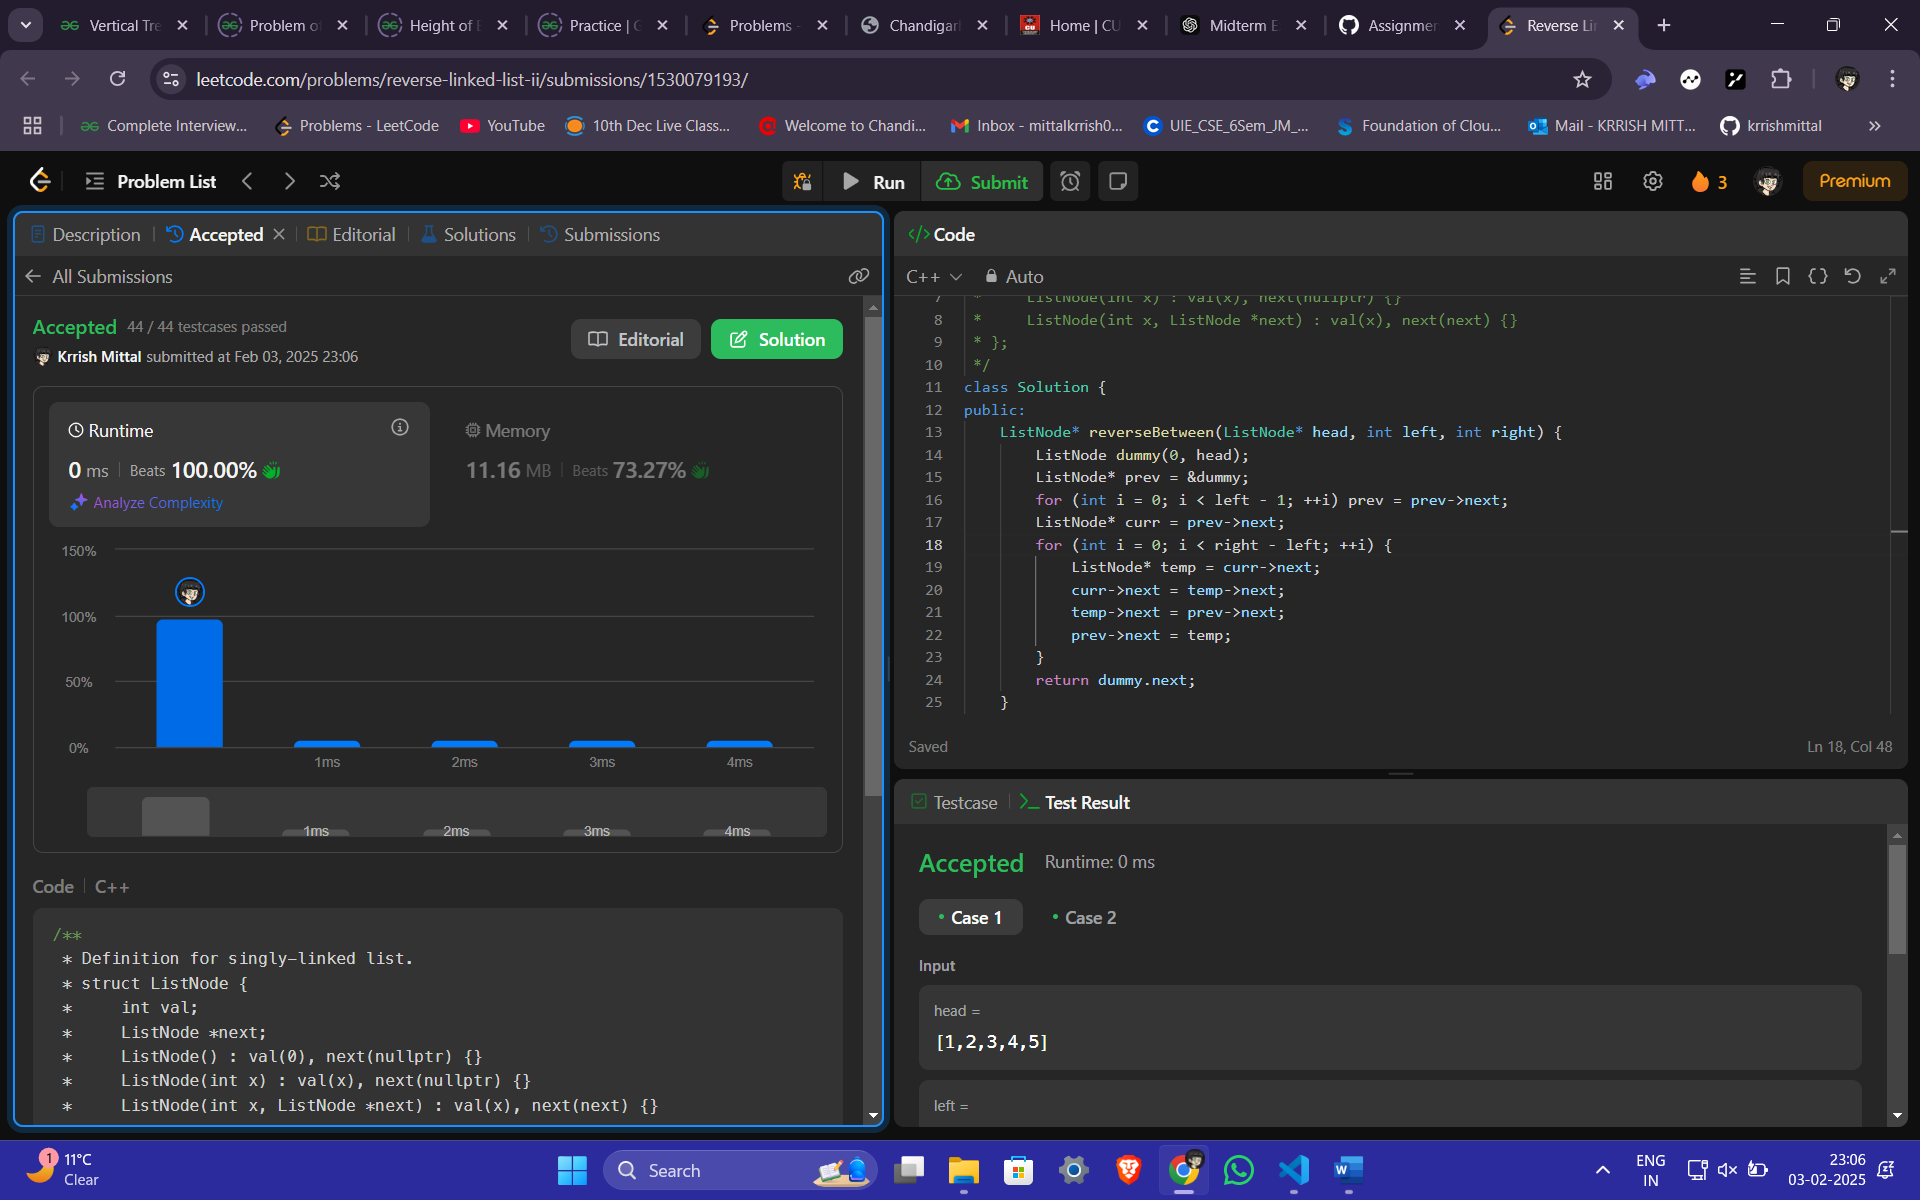 Vertical Tre
Problem o
Height of B
Practice | G
Problems -
Chandigarh
Home | CU
Midterm E
Assignmen
Reverse Li
leetcode.com/problems/reverse-linked-list-ii/submissions/1530079193/
Complete Interview...
Problems - LeetCode
YouTube
10th Dec Live Class...
Welcome to Chandi...
Inbox - mittalkrrish0...
UIE_CSE_6Sem_JM_...
Foundation of Clou...
Mail - KRRISH MITT...
krrishmittal
Problem List
Run
Submit
3
Premium
Description
Accepted
Editorial
Solutions
Submissions
All Submissions
Accepted 44 / 44 testcases passed
Krrish Mittal submitted at Feb 03, 2025 23:06
Editorial
Solution
Runtime
0 ms | Beats 100.00%
Analyze Complexity
Memory
11.16 MB | Beats 73.27%
150%
100%
50%
0%
1ms 2ms 3ms 4ms
1ms 2ms 3ms 4ms
Code | C++
/**
* Definition for singly-linked list.
* struct ListNode {
*     int val;
*     ListNode *next;
*     ListNode() : val(0), next(nullptr) {}
*     ListNode(int x) : val(x), next(nullptr) {}
*     ListNode(int x, ListNode *next) : val(x), next(next) {}
</> Code
C++ Auto
7 *     ListNode(int x) : val(x), next(nullptr) {}
8 *     ListNode(int x, ListNode *next) : val(x), next(next) {}
9 * };
10 */
11 class Solution {
12 public:
13     ListNode* reverseBetween(ListNode* head, int left, int right) {
14         ListNode dummy(0, head);
15         ListNode* prev = &dummy;
16         for (int i = 0; i < left - 1; ++i) prev = prev->next;
17         ListNode* curr = prev->next;
18         for (int i = 0; i < right - left; ++i) {
19             ListNode* temp = curr->next;
20             curr->next = temp->next;
21             temp->next = prev->next;
22             prev->next = temp;
23         }
24         return dummy.next;
25     }
Saved
Ln 18, Col 48
Testcase
Test Result
Accepted Runtime: 0 ms
Case 1
Case 2
Input
head =
[1,2,3,4,5]
left =
1
11°C
Clear
Search
ENG
IN
23:06
03-02-2025